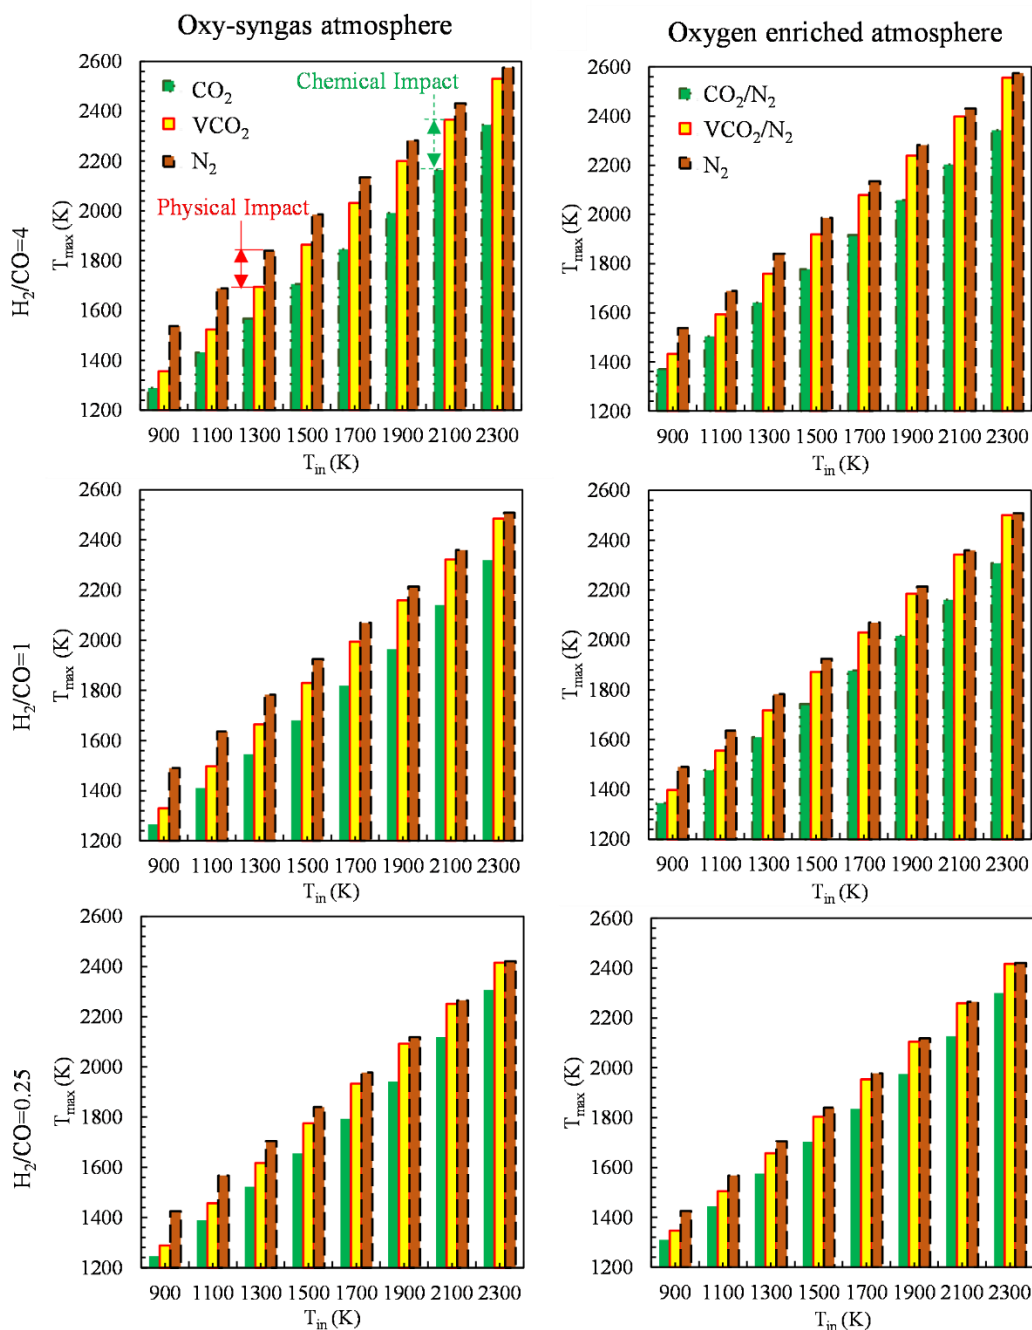 Oxy-syngas atmosphere
Oxygen enriched atmosphere
H2/CO=4
Tmax (K)
2600
2400
2200
2000
1800
1600
1400
1200
CO2
VCO2
N2
Chemical Impact
Physical Impact
900 1100 1300 1500 1700 1900 2100 2300
Tin (K)
Tmax (K)
2600
2400
2200
2000
1800
1600
1400
1200
CO2/N2
VCO2/N2
N2
900 1100 1300 1500 1700 1900 2100 2300
Tin (K)
H2/CO=1
Tmax (K)
2600
2400
2200
2000
1800
1600
1400
1200
900 1100 1300 1500 1700 1900 2100 2300
Tin (K)
Tmax (K)
2600
2400
2200
2000
1800
1600
1400
1200
900 1100 1300 1500 1700 1900 2100 2300
Tin (K)
H2/CO=0.25
Tmax (K)
2600
2400
2200
2000
1800
1600
1400
1200
900 1100 1300 1500 1700 1900 2100 2300
Tin (K)
Tmax (K)
2600
2400
2200
2000
1800
1600
1400
1200
900 1100 1300 1500 1700 1900 2100 2300
Tin (K)